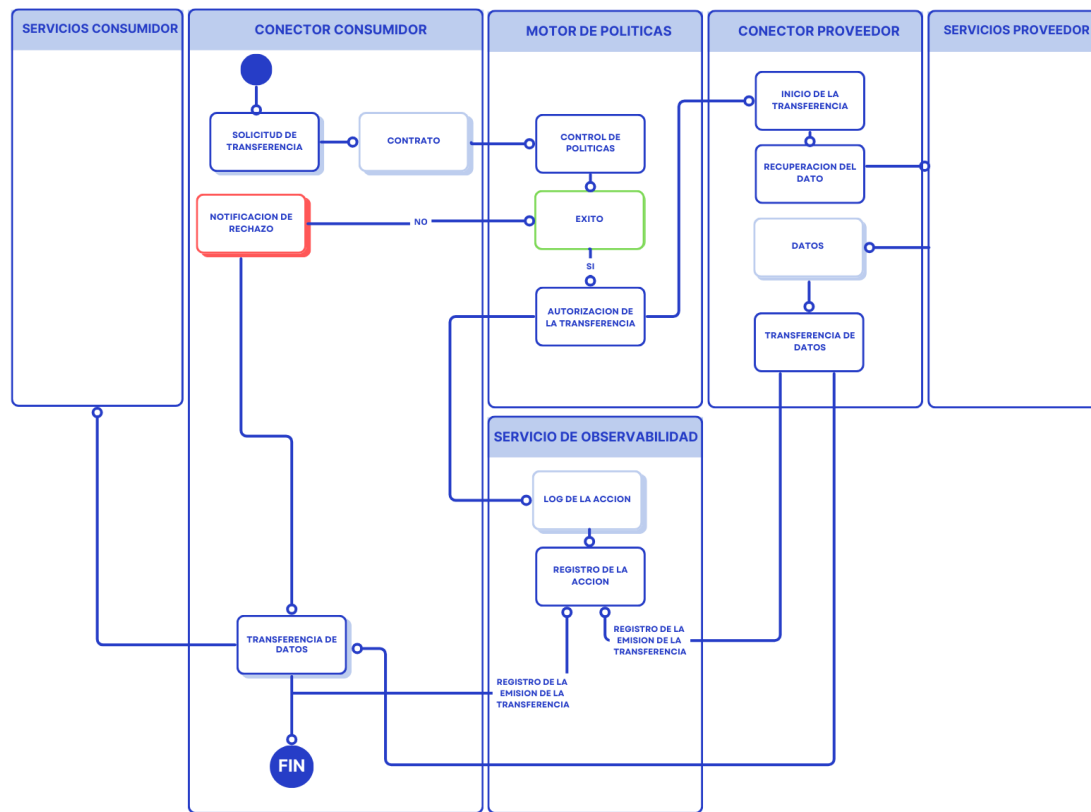 SERVICIOS CONSUMIDOR
CONECTOR CONSUMIDOR
MOTOR DE POLITICAS
CONECTOR PROVEEDOR
SERVICIOS PROVEEDOR
SOLICITUD DE
TRANSFERENCIA
CONTRATO
CONTROL DE
POLITICAS
INICIO DE LA
TRANSFERENCIA
RECUPERACION DEL
DATO
NOTIFICACION DE
RECHAZO
NO
EXITO
SI
DATOS
AUTORIZACION DE
LA TRANSFERENCIA
TRANSFERENCIA DE
DATOS
SERVICIO DE OBSERVABILIDAD
LOG DE LA ACCION
REGISTRO DE LA
ACCION
REGISTRO DE LA
EMISION DE LA
TRANSFERENCIA
TRANSFERENCIA DE
DATOS
REGISTRO DE LA
EMISION DE LA
TRANSFERENCIA
FIN